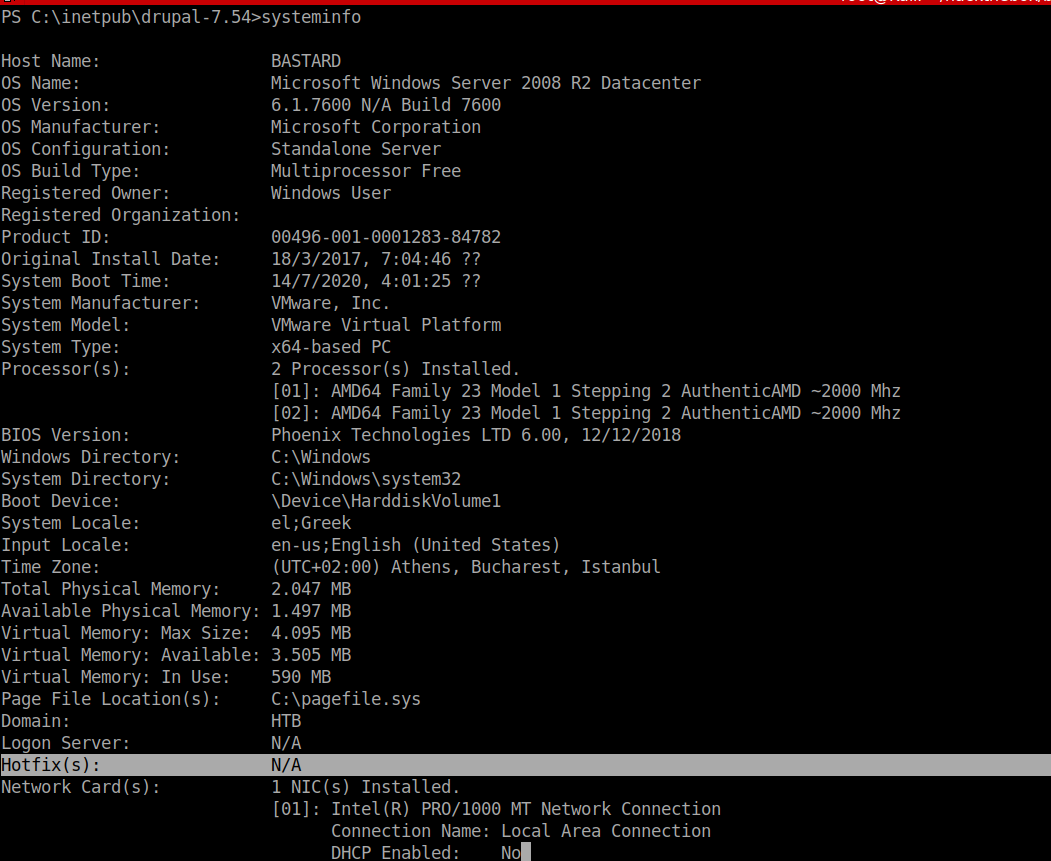 PS C:\inetpub\drupal-7.54>systeminfo
Host Name: BASTARD
OS Name: Microsoft Windows Server 2008 R2 Datacenter
OS Version: 6.1.7600 N/A Build 7600
OS Manufacturer: Microsoft Corporation
OS Configuration: Standalone Server
OS Build Type: Multiprocessor Free
Registered Owner: Windows User
Registered Organization:
Product ID: 00496-001-0001283-84782
Original Install Date: 18/3/2017, 7:04:46 ??
System Boot Time: 14/7/2020, 4:01:25 ??
System Manufacturer: VMware, Inc.
System Model: VMware Virtual Platform
System Type: x64-based PC
Processor(s): 2 Processor(s) Installed.
[01]: AMD64 Family 23 Model 1 Stepping 2 AuthenticAMD ~2000 Mhz
[02]: AMD64 Family 23 Model 1 Stepping 2 AuthenticAMD ~2000 Mhz
BIOS Version: Phoenix Technologies LTD 6.00, 12/12/2018
Windows Directory: C:\Windows
System Directory: C:\Windows\system32
Boot Device: \Device\HarddiskVolume1
System Locale: el;Greek
Input Locale: en-us;English (United States)
Time Zone: (UTC+02:00) Athens, Bucharest, Istanbul
Total Physical Memory: 2.047 MB
Available Physical Memory: 1.497 MB
Virtual Memory: Max Size: 4.095 MB
Virtual Memory: Available: 3.505 MB
Virtual Memory: In Use: 590 MB
Page File Location(s): C:\pagefile.sys
Domain: HTB
Logon Server: N/A
Hotfix(s): N/A
Network Card(s): 1 NIC(s) Installed.
[01]: Intel(R) PRO/1000 MT Network Connection
Connection Name: Local Area Connection
DHCP Enabled: No